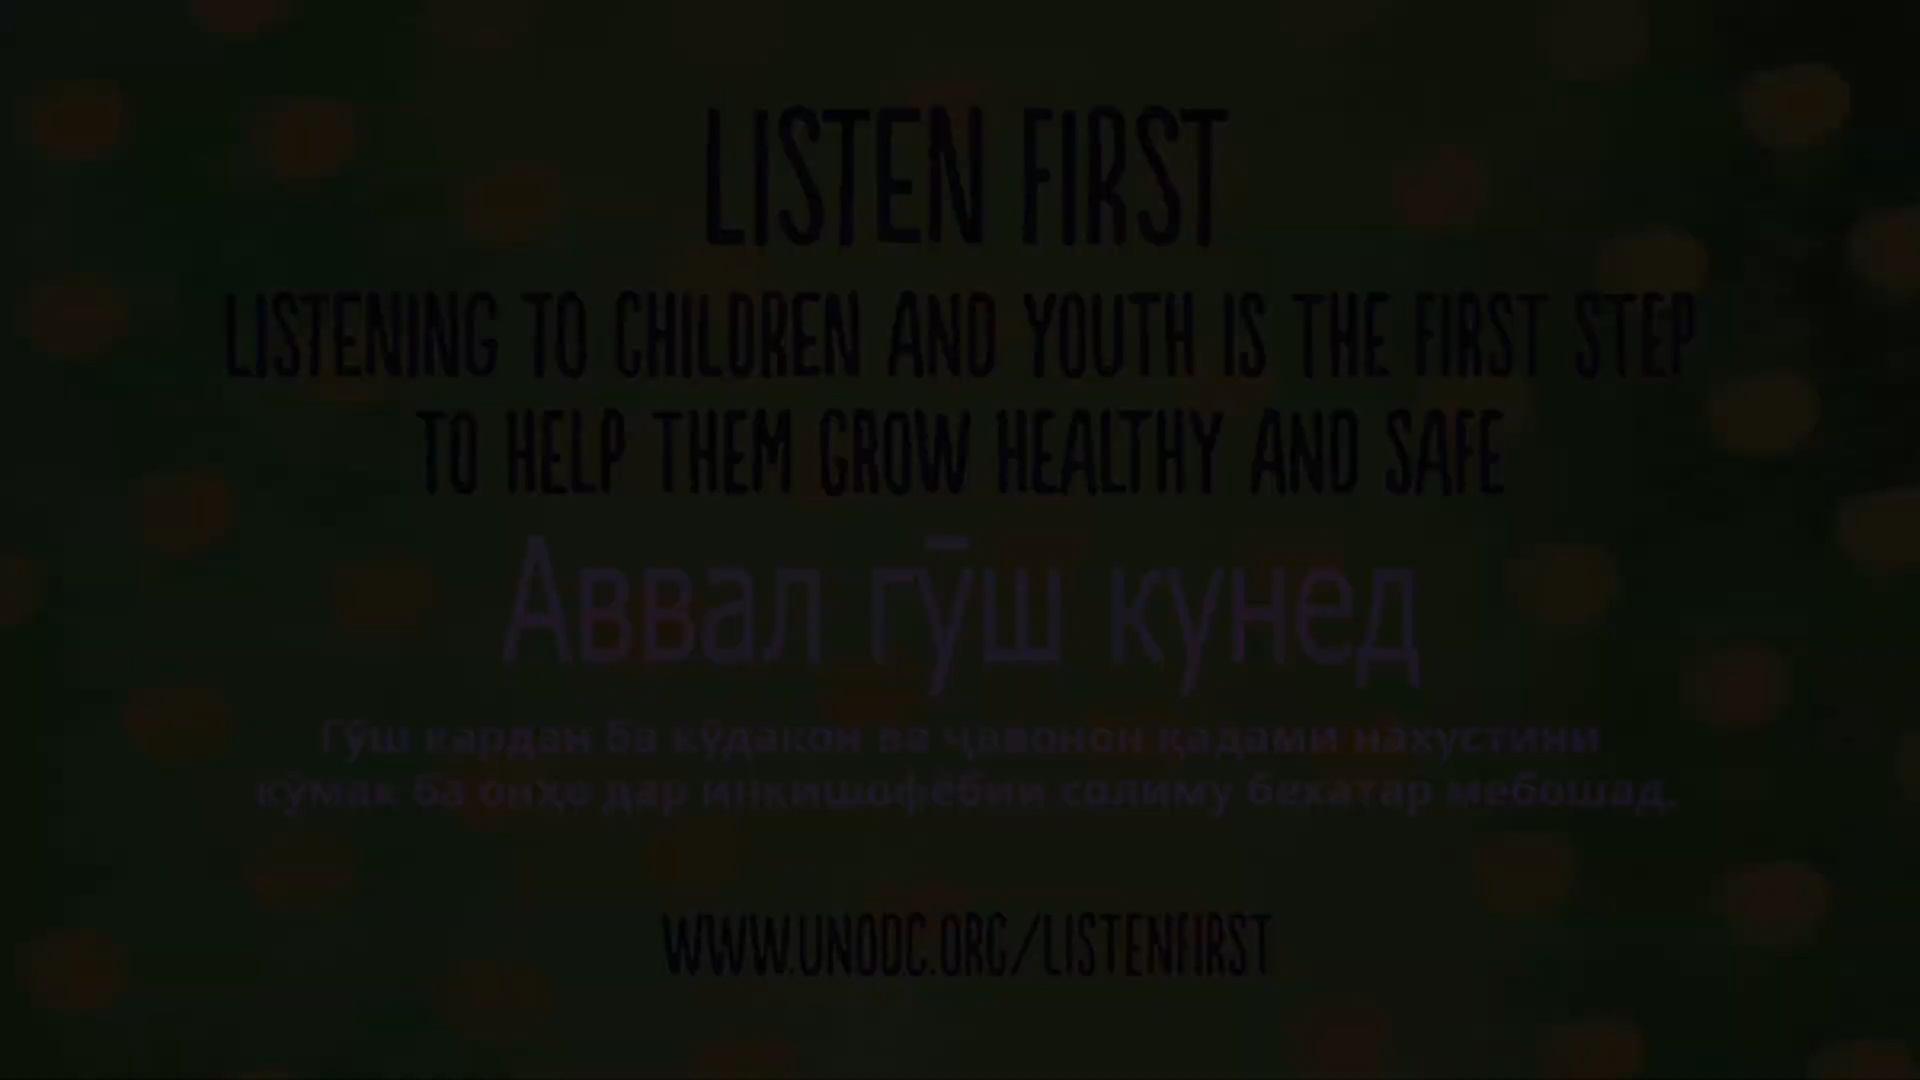 LISTEN FIRST
LISTENING TO CHILDREN AND YOUTH IS THE FIRST STEP
TO HELP THEM GROW HEALTHY AND SAFE
Аввал гӯш кунед
Гӯш кардан ба кӯдакон ва ҷавонон қадами нахустини
кӯмак ба онҳо дар инкишофёбии солиму бехатар мебошад.
WWW.UNODC.ORG/LISTENFIRST